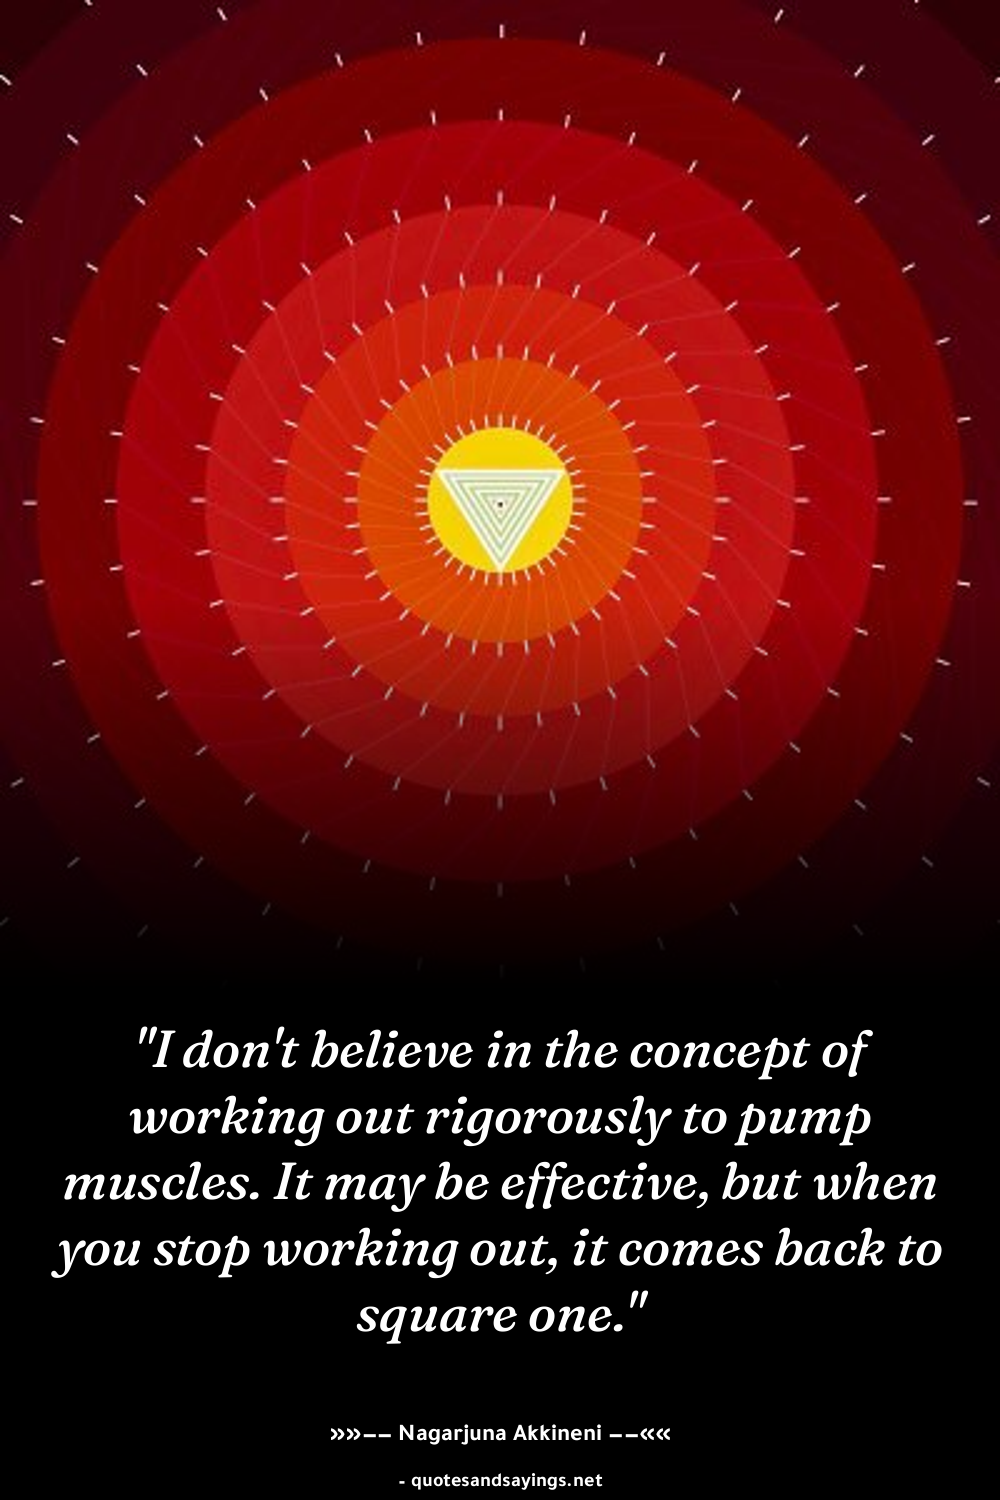 "I don't believe in the concept of
working out rigorously to pump
muscles. It may be effective, but when
you stop working out, it comes back to
square one."
»»–– Nagarjuna Akkineni ––««
- quotesandsayings.net